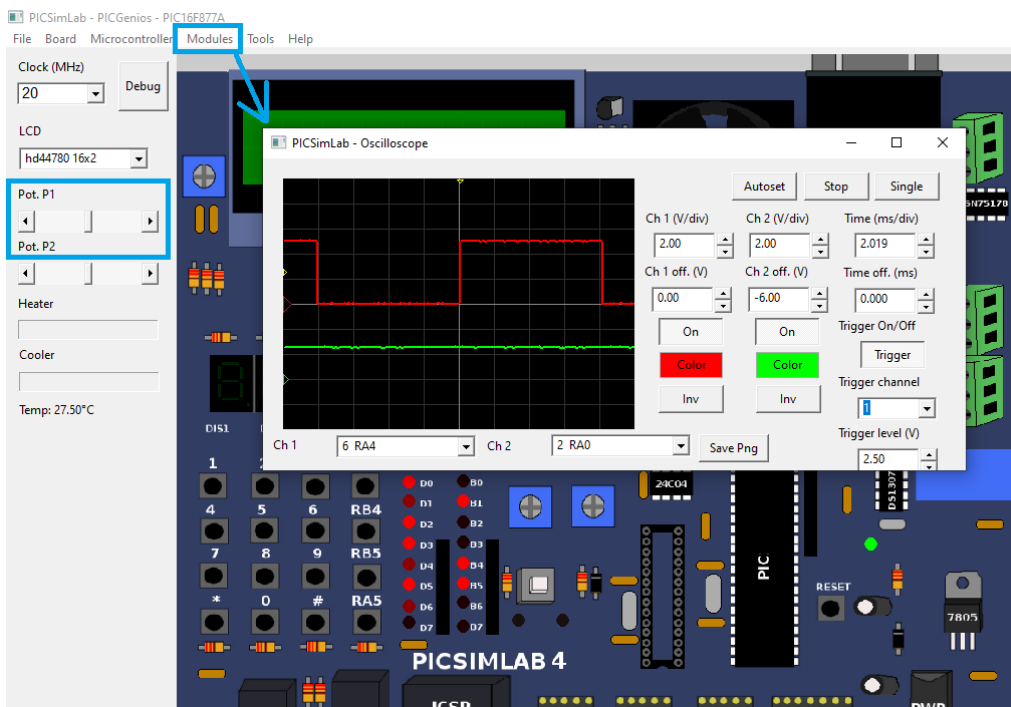 PICSimLab - PICGenios - PIC16F877A
File Board Microcontroller Modules Tools Help
Clock (MHz)
20
Debug
LCD
hd44780 16x2
Pot. P1
Pot. P2
Heater
Cooler
Temp: 27.50°C
PICSimLab - Oscilloscope
Autoset Stop Single
Ch 1 (V/div) Ch 2 (V/div) Time (ms/div)
2.00 2.00 2.019
Ch 1 off. (V) Ch 2 off. (V) Time off. (ms)
0.00 -6.00 0.000
On On Trigger On/Off
Color Color Trigger
Inv Inv Trigger channel
1
Trigger level (V)
2.50
Ch 1 6 RA4 Ch 2 2 RA0 Save Png
SN75178
DIS1
1
4 5 6 RB4
7 8 9 RB5
* 0 # RA5
D0 B0
D1 B1
D2 B2
D3 B3
D4 B4
D5 B5
D6 B6
D7 D7
24C04
DS1307
PIC
RESET
7805
PICSIMLAB 4
ICSP
PWR